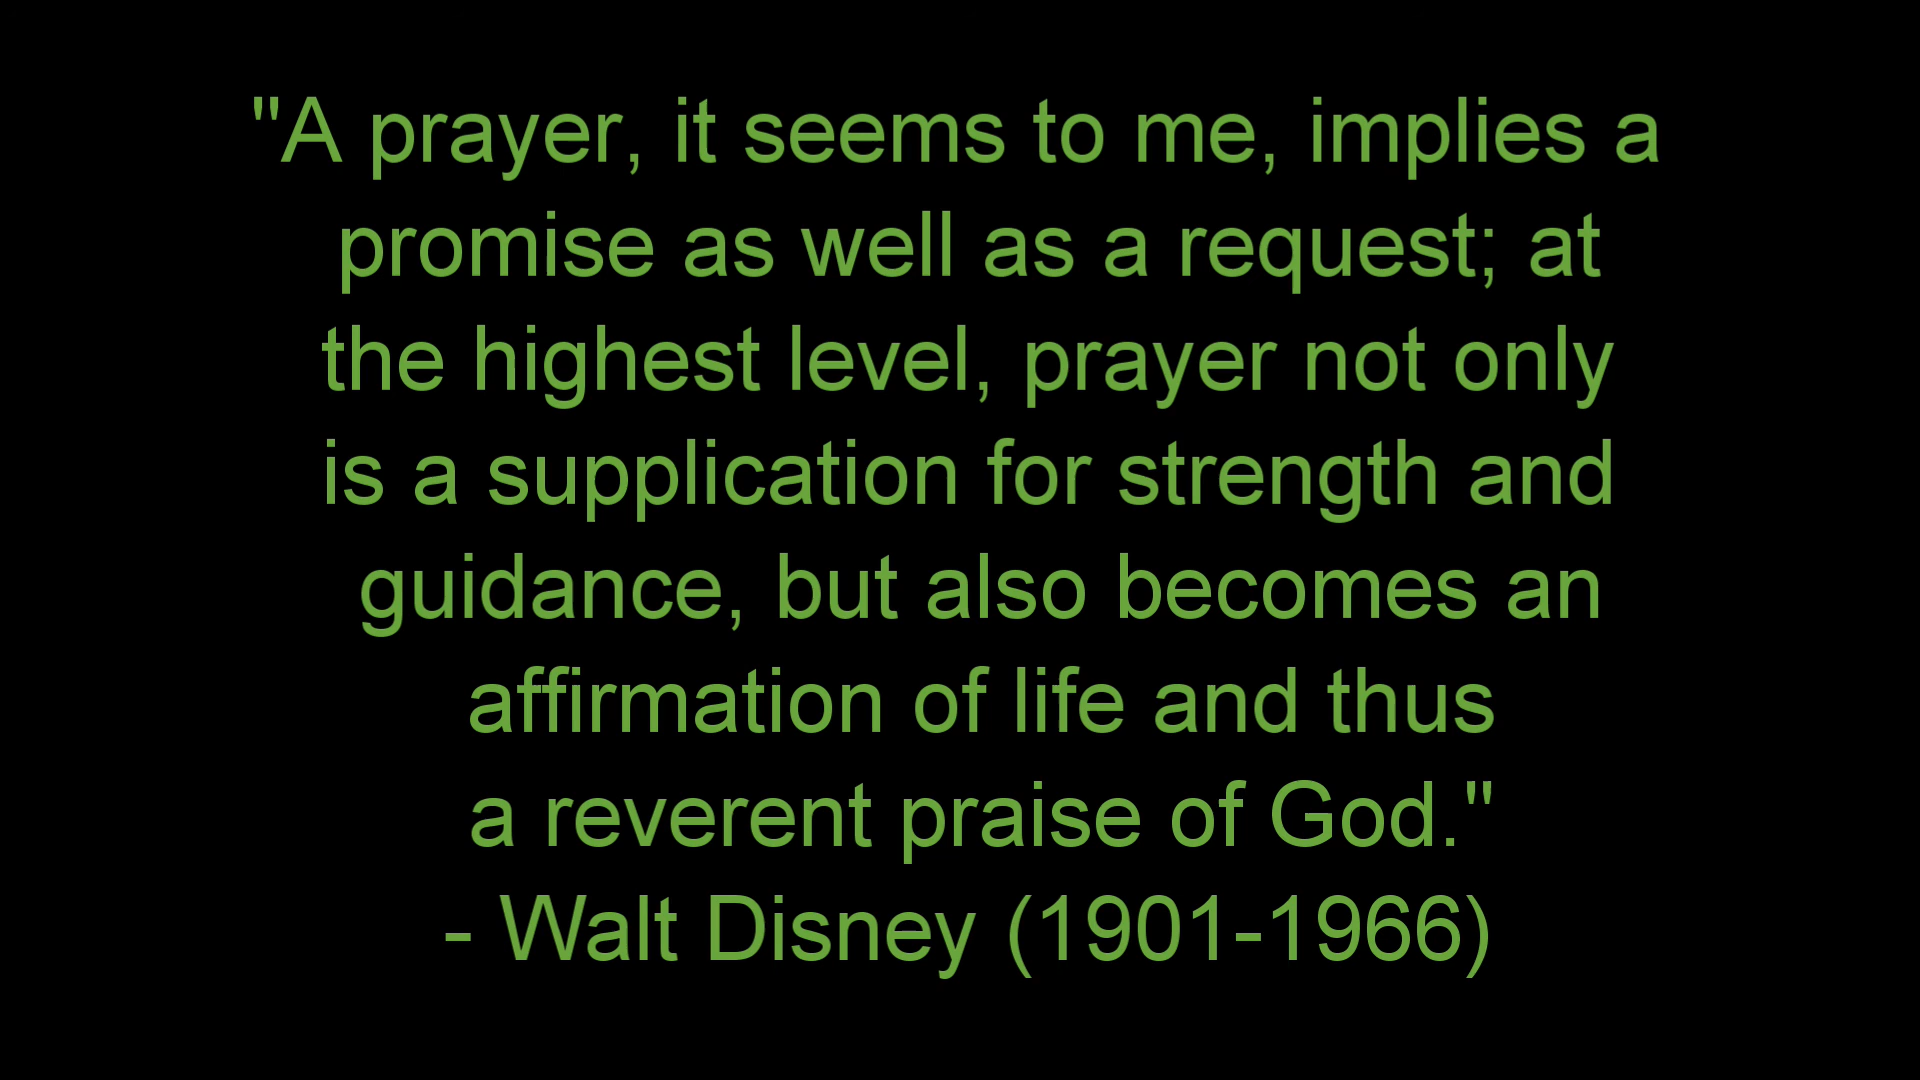 "A prayer, it seems to me, implies a
promise as well as a request; at
the highest level, prayer not only
is a supplication for strength and
guidance, but also becomes an
affirmation of life and thus
a reverent praise of God."
- Walt Disney (1901-1966)